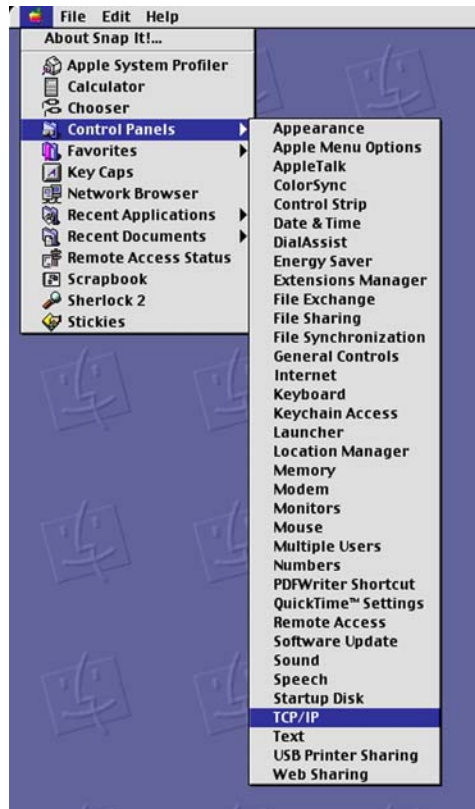 File Edit Help
About Snap It!...
Apple System Profiler
Calculator
Chooser
Control Panels
Favorites
Key Caps
Network Browser
Recent Applications
Recent Documents
Remote Access Status
Scrapbook
Sherlock 2
Stickies
Appearance
Apple Menu Options
AppleTalk
ColorSync
Control Strip
Date & Time
DialAssist
Energy Saver
Extensions Manager
File Exchange
File Sharing
File Synchronization
General Controls
Internet
Keyboard
Keychain Access
Launcher
Location Manager
Memory
Modem
Monitors
Mouse
Multiple Users
Numbers
PDFWriter Shortcut
QuickTime™ Settings
Remote Access
Software Update
Sound
Speech
Startup Disk
TCP/IP
Text
USB Printer Sharing
Web Sharing